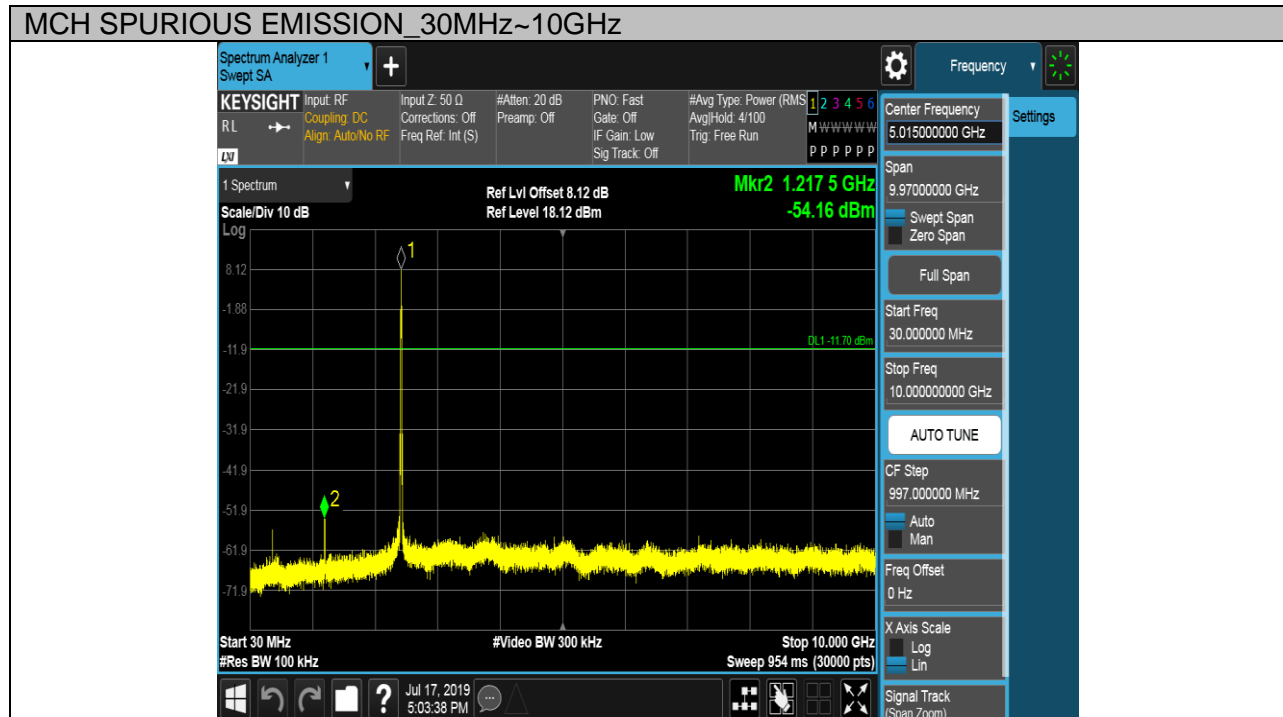 MCH SPURIOUS EMISSION_30MHz~10GHz
Spectrum Analyzer 1
Swept SA
+
Frequency
KEYSIGHT
RL
LXI
Input: RF
Coupling: DC
Align: Auto/No RF
Input Z: 50 Ω
Corrections: Off
Freq Ref: Int (S)
#Atten: 20 dB
Preamp: Off
PNO: Fast
Gate: Off
IF Gain: Low
Sig Track: Off
#Avg Type: Power (RMS
Avg|Hold: 4/100
Trig: Free Run
1 2 3 4 5 6
M W W W W W
P P P P P P
1 Spectrum
Scale/Div 10 dB
Log
Ref Lvl Offset 8.12 dB
Ref Level 18.12 dBm
Mkr2 1.217 5 GHz
-54.16 dBm
1
8.12
-1.88
DL1 -11.70 dBm
-11.9
-21.9
-31.9
-41.9
2
-51.9
-61.9
-71.9
Start 30 MHz
#Res BW 100 kHz
#Video BW 300 kHz
Stop 10.000 GHz
Sweep 954 ms (30000 pts)
?
Jul 17, 2019
5:03:38 PM
Center Frequency
5.015000000 GHz
Settings
Span
9.97000000 GHz
Swept Span
Zero Span
Full Span
Start Freq
30.000000 MHz
Stop Freq
10.000000000 GHz
AUTO TUNE
CF Step
997.000000 MHz
Auto
Man
Freq Offset
0 Hz
X Axis Scale
Log
Lin
Signal Track
(Span Zoom)